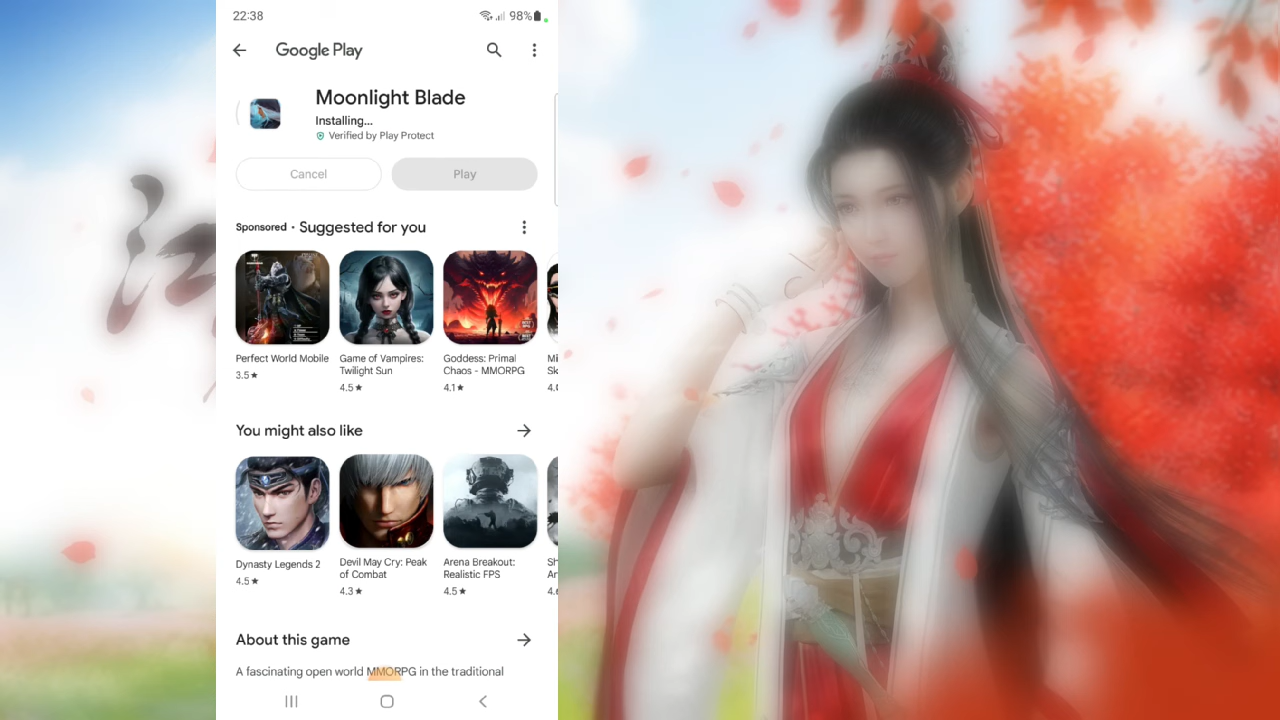 22:38
98%
Google Play
Moonlight Blade
Installing...
Verified by Play Protect
Cancel
Play
Sponsored · Suggested for you
Perfect World Mobile
3.5★
Game of Vampires:
Twilight Sun
4.5★
Goddess: Primal
Chaos - MMORPG
4.1★
You might also like
Dynasty Legends 2
4.5★
Devil May Cry: Peak
of Combat
4.3★
Arena Breakout:
Realistic FPS
4.5★
About this game
A fascinating open world MMORPG in the traditional